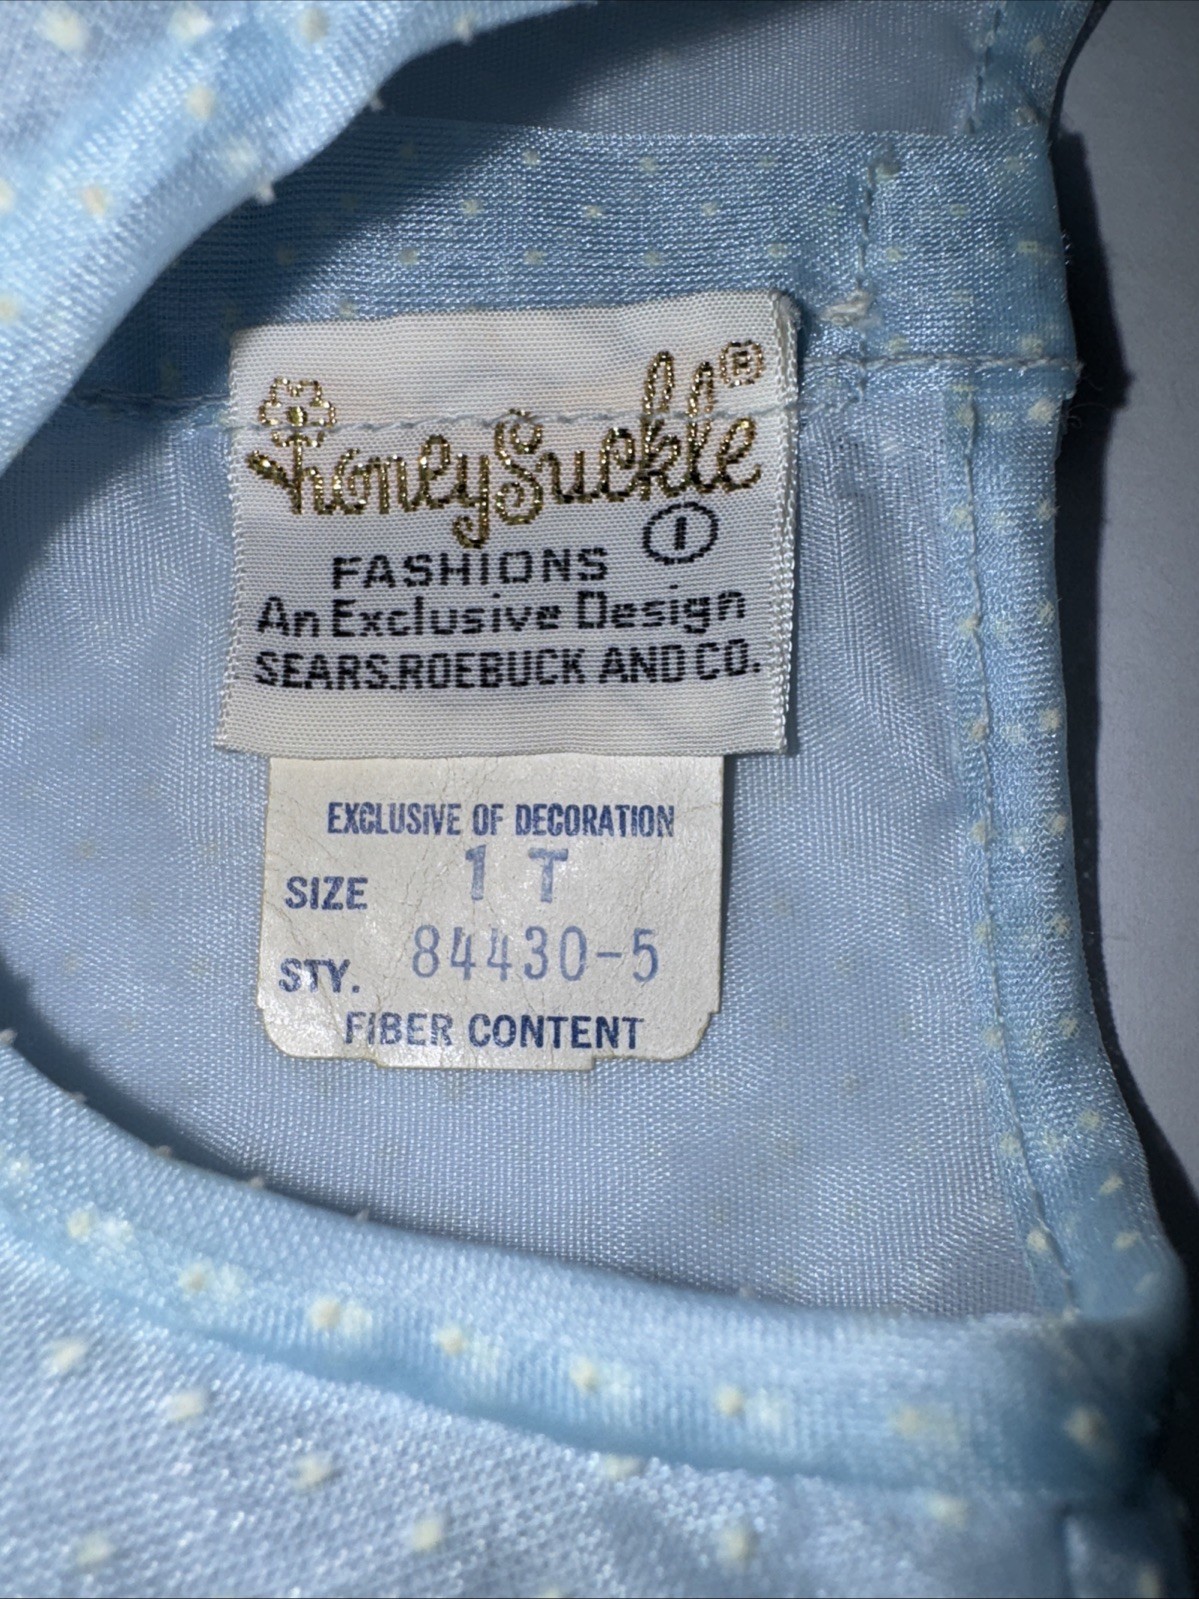 honeySuckle®
FASHIONS
1
An Exclusive Design
SEARS.ROEBUCK AND CO.
EXCLUSIVE OF DECORATION
SIZE 1 T
STY. 84430-5
FIBER CONTENT